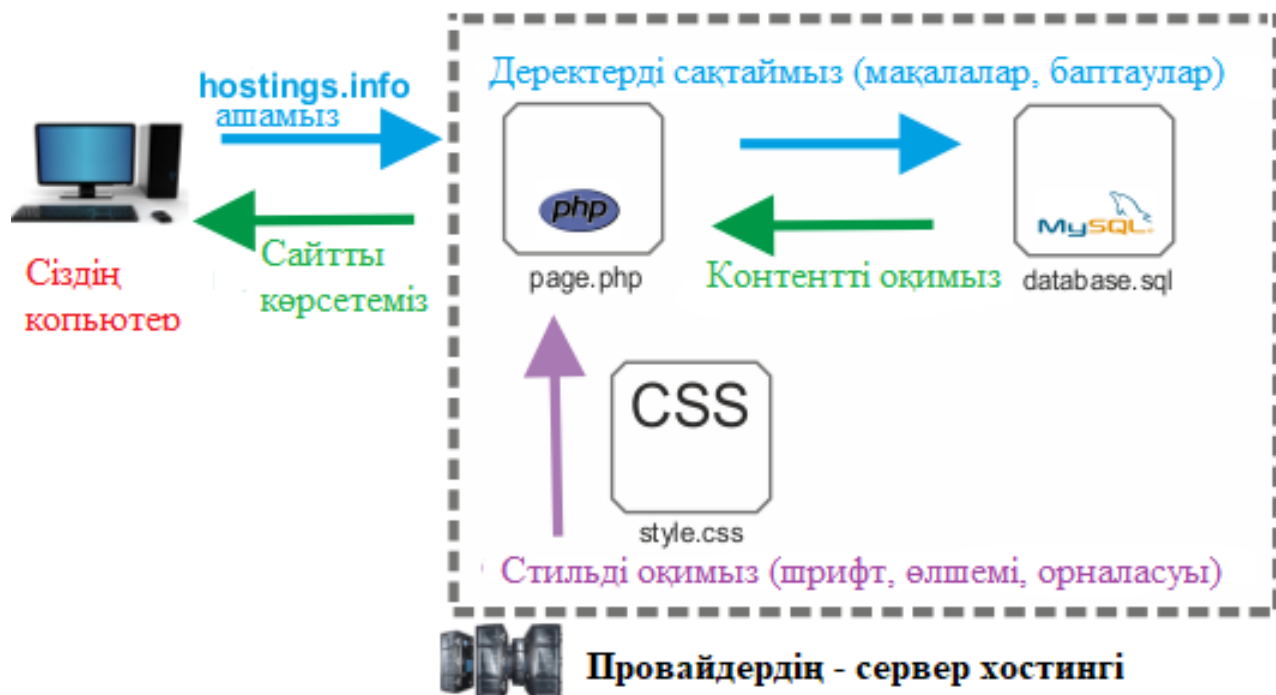 hostings.info
ашамыз
Деректерді сақтаймыз (мақалалар, баптаулар)
php
MySQL
page.php
database.sql
Сіздің
копьютер
Сайтты
көрсетеміз
Контентті оқимыз
CSS
style.css
Стильді оқимыз (шрифт, өлшемі, орналасуы)
Провайдердің - сервер хостингі